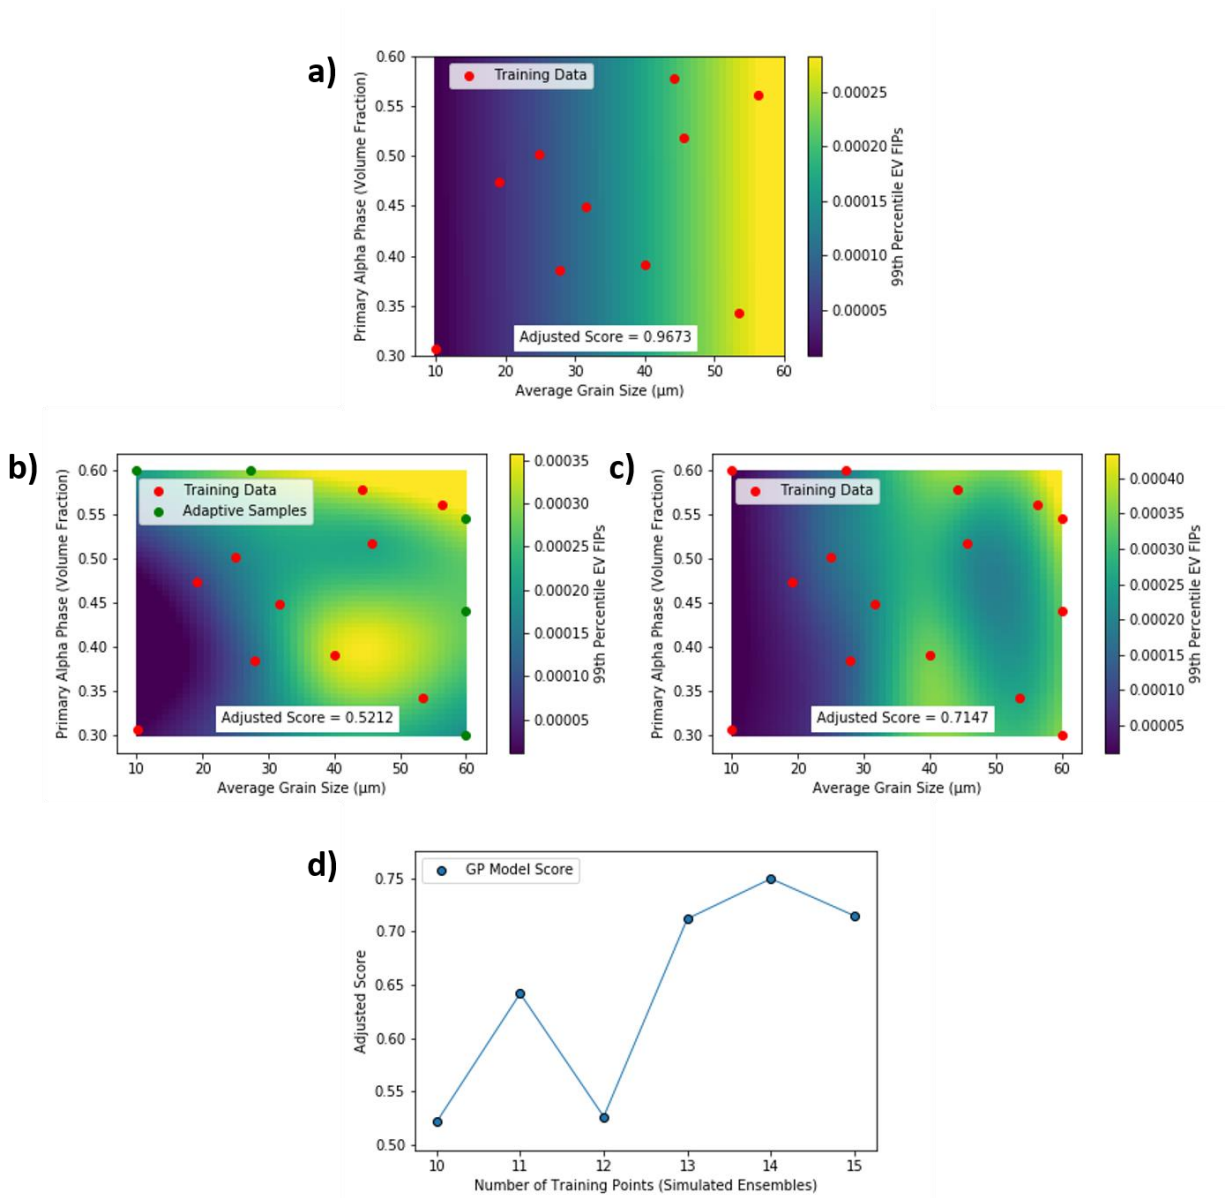 a)
Training Data
Adjusted Score = 0.9673
0.60
0.55
0.50
0.45
0.40
0.35
0.30
Primary Alpha Phase (Volume Fraction)
10 20 30 40 50 60
Average Grain Size (μm)
0.00025
0.00020
0.00015
0.00010
0.00005
99th Percentile EV FIPs
b)
Training Data
Adaptive Samples
Adjusted Score = 0.5212
0.60
0.55
0.50
0.45
0.40
0.35
0.30
Primary Alpha Phase (Volume Fraction)
10 20 30 40 50 60
Average Grain Size (μm)
0.00035
0.00030
0.00025
0.00020
0.00015
0.00010
0.00005
99th Percentile EV FIPs
c)
Training Data
Adjusted Score = 0.7147
0.60
0.55
0.50
0.45
0.40
0.35
0.30
Primary Alpha Phase (Volume Fraction)
10 20 30 40 50 60
Average Grain Size (μm)
0.00040
0.00035
0.00030
0.00025
0.00020
0.00015
0.00010
0.00005
99th Percentile EV FIPs
d)
GP Model Score
0.75
0.70
0.65
0.60
0.55
0.50
Adjusted Score
10 11 12 13 14 15
Number of Training Points (Simulated Ensembles)